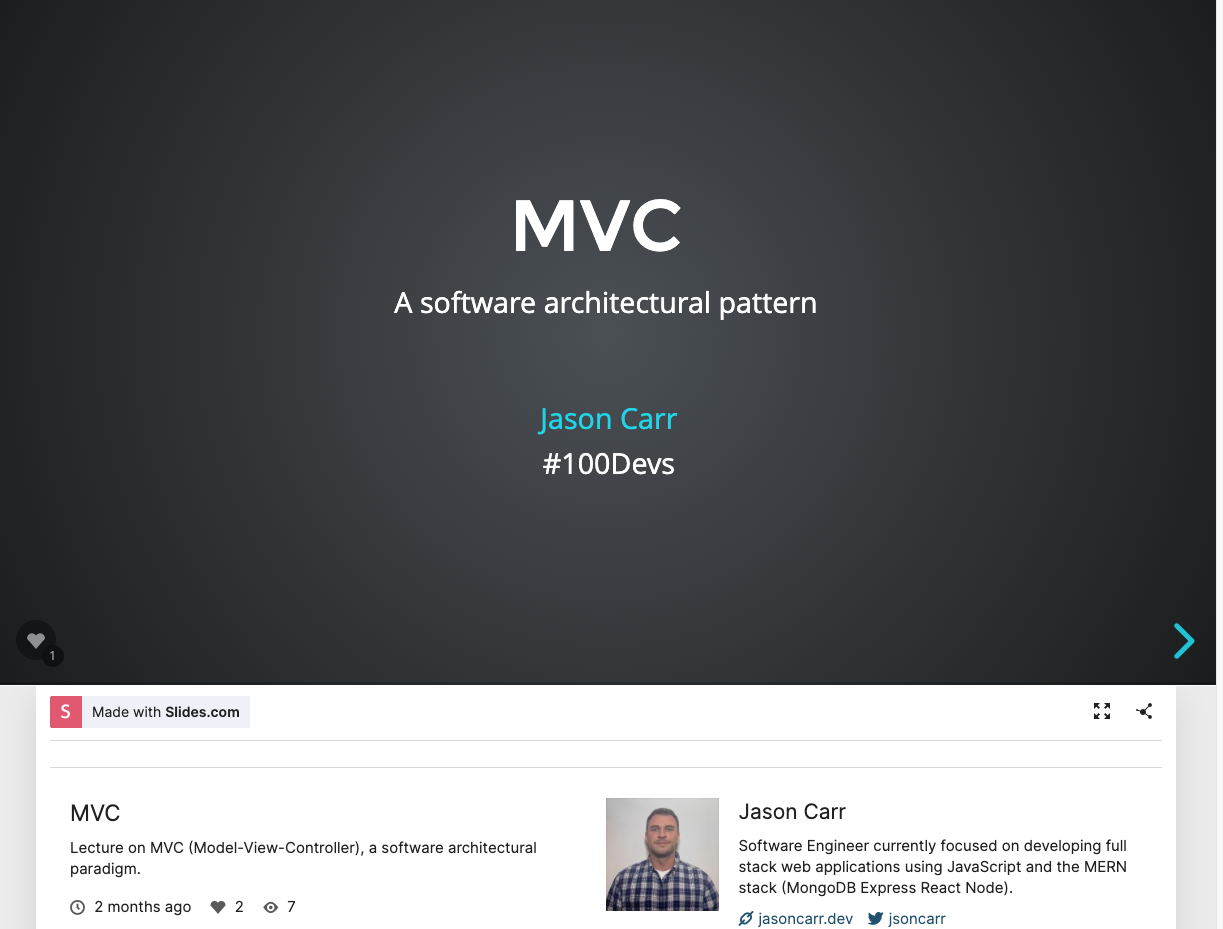 MVC
A software architectural pattern
Jason Carr
#100Devs
1
S Made with Slides.com
MVC
Lecture on MVC (Model-View-Controller), a software architectural
paradigm.
2 months ago 2 7
Jason Carr
Software Engineer currently focused on developing full
stack web applications using JavaScript and the MERN
stack (MongoDB Express React Node).
jasoncarr.dev jsoncarr